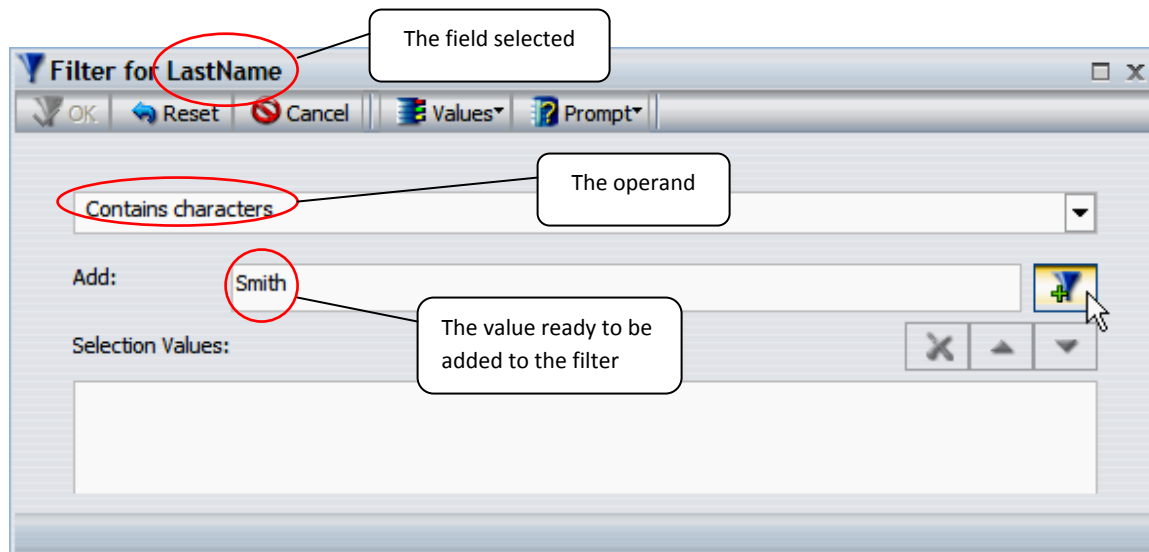 The field selected
Filter for LastName
OK Reset Cancel Values Prompt
The operand
Contains characters
Add:
Smith
The value ready to be
added to the filter
Selection Values: